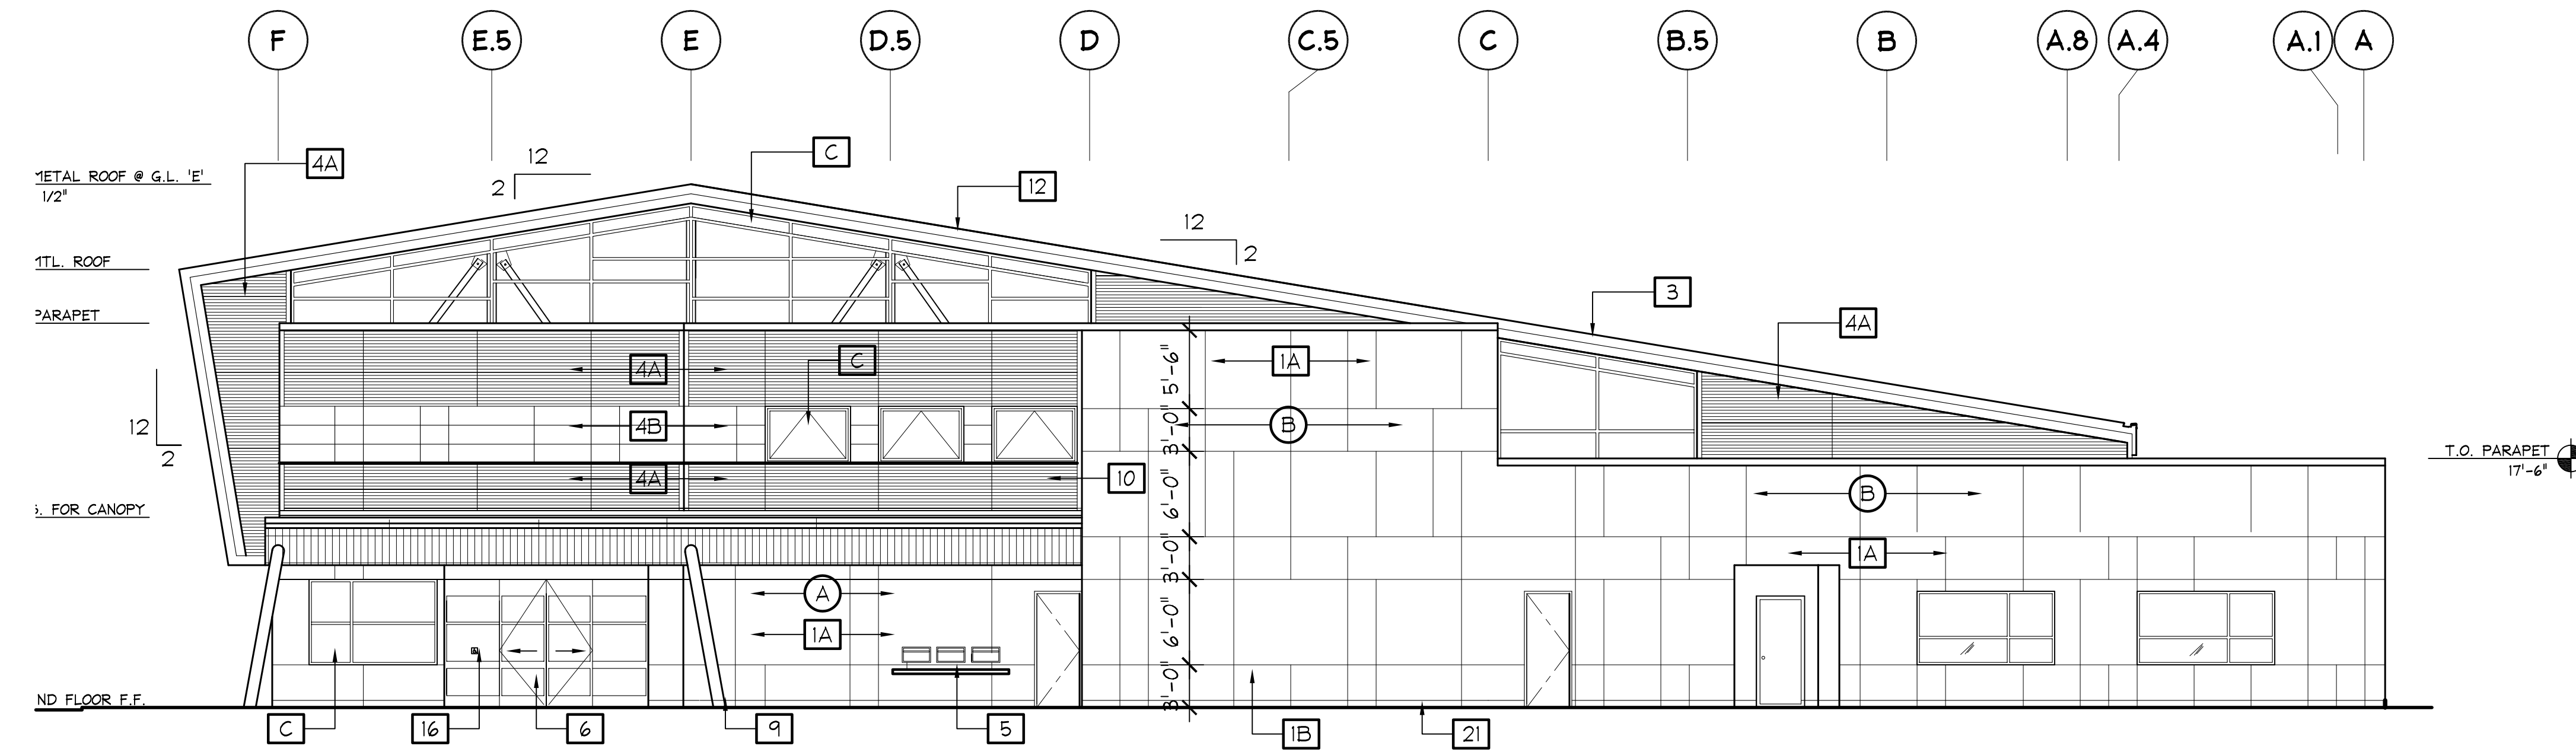 F E.5 E D.5 D C.5 C B.5 B A.8 A.4 A.1 A
12
C
4A
METAL ROOF @ G.L. 'E'
1/2"
2
12
12
2
MTL. ROOF
3
PARAPET
4A
5'-6"
1A
C
4A
12
2
4B
3'-0"
B
T.O. PARAPET
17'-6"
4A
10
6'-0"
B
S. FOR CANOPY
3'-0"
1A
A
1A
6'-0"
3'-0"
ND FLOOR F.F.
C
16
6
9
5
1B
21